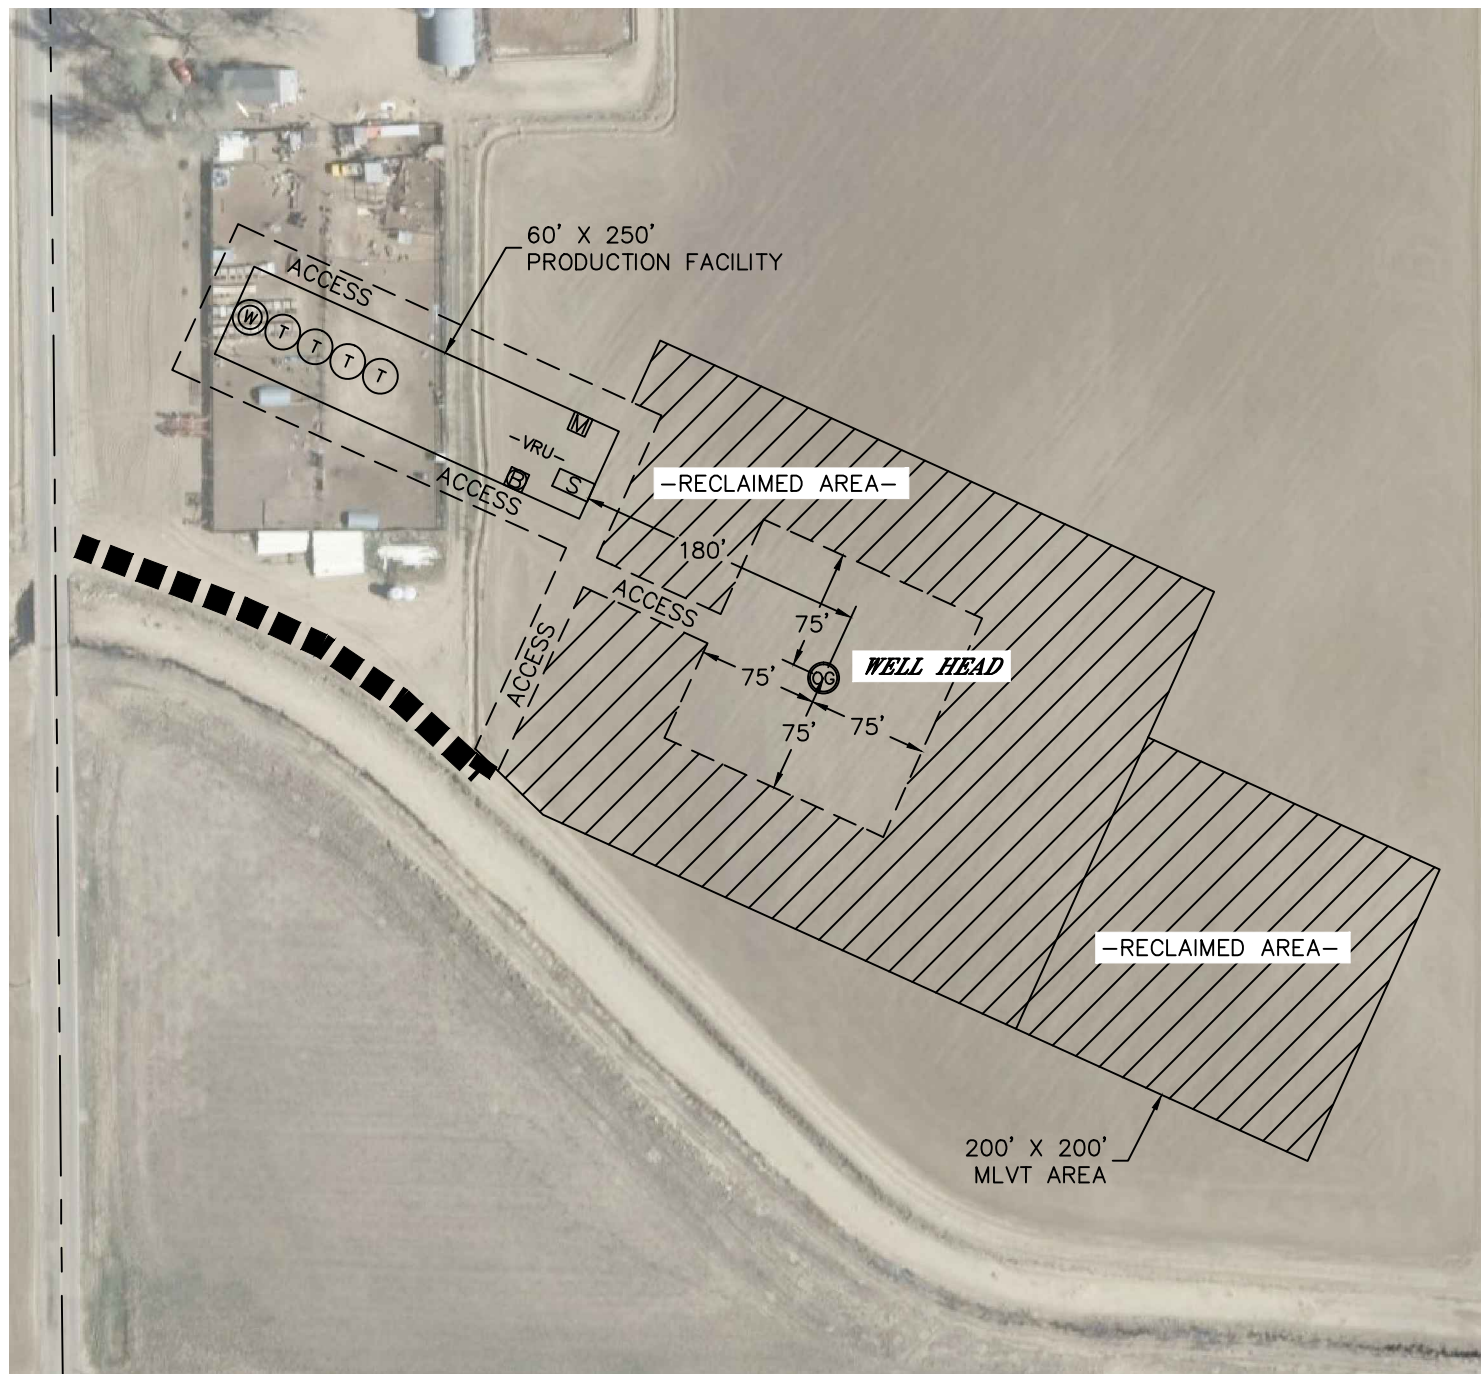 60' X 250'
PRODUCTION FACILITY
ACCESS
W
T
T
T
T
M
-VRU-
B
S
ACCESS
-RECLAIMED AREA-
180'
ACCESS
75'
ACCESS
75'
OG
WELL HEAD
75'
75'
-RECLAIMED AREA-
200' X 200'
MLVT AREA